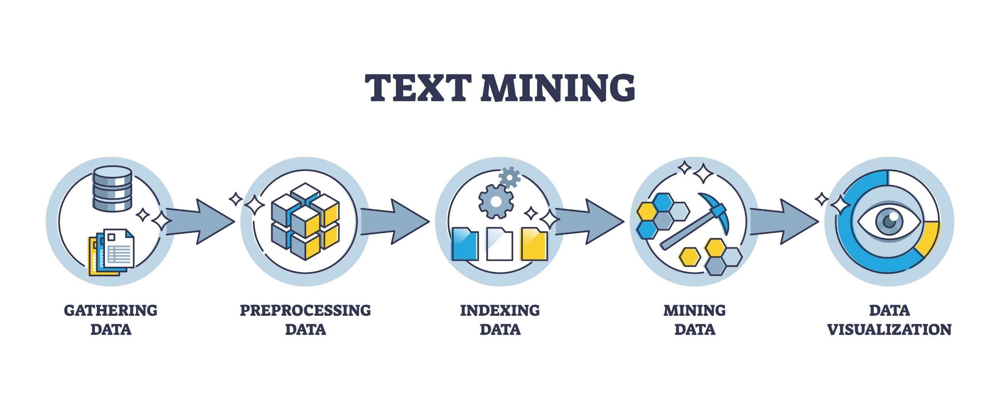 TEXT MINING
GATHERING
DATA
PREPROCESSING
DATA
INDEXING
DATA
MINING
DATA
DATA
VISUALIZATION